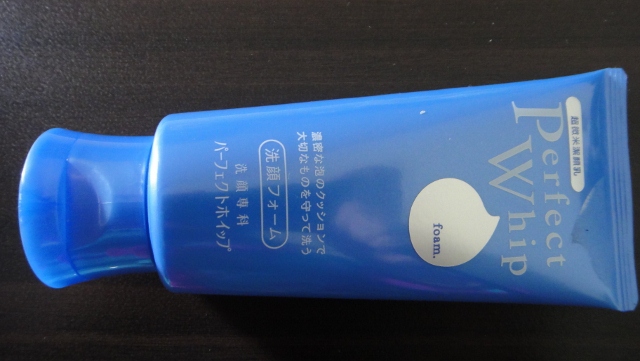 超微米潔顏乳
Perfect
Whip
foam.
濃密な泡のクッションで
大切なものを守って洗う
洗顔フォーム
洗顔専科
パーフェクトホイップ